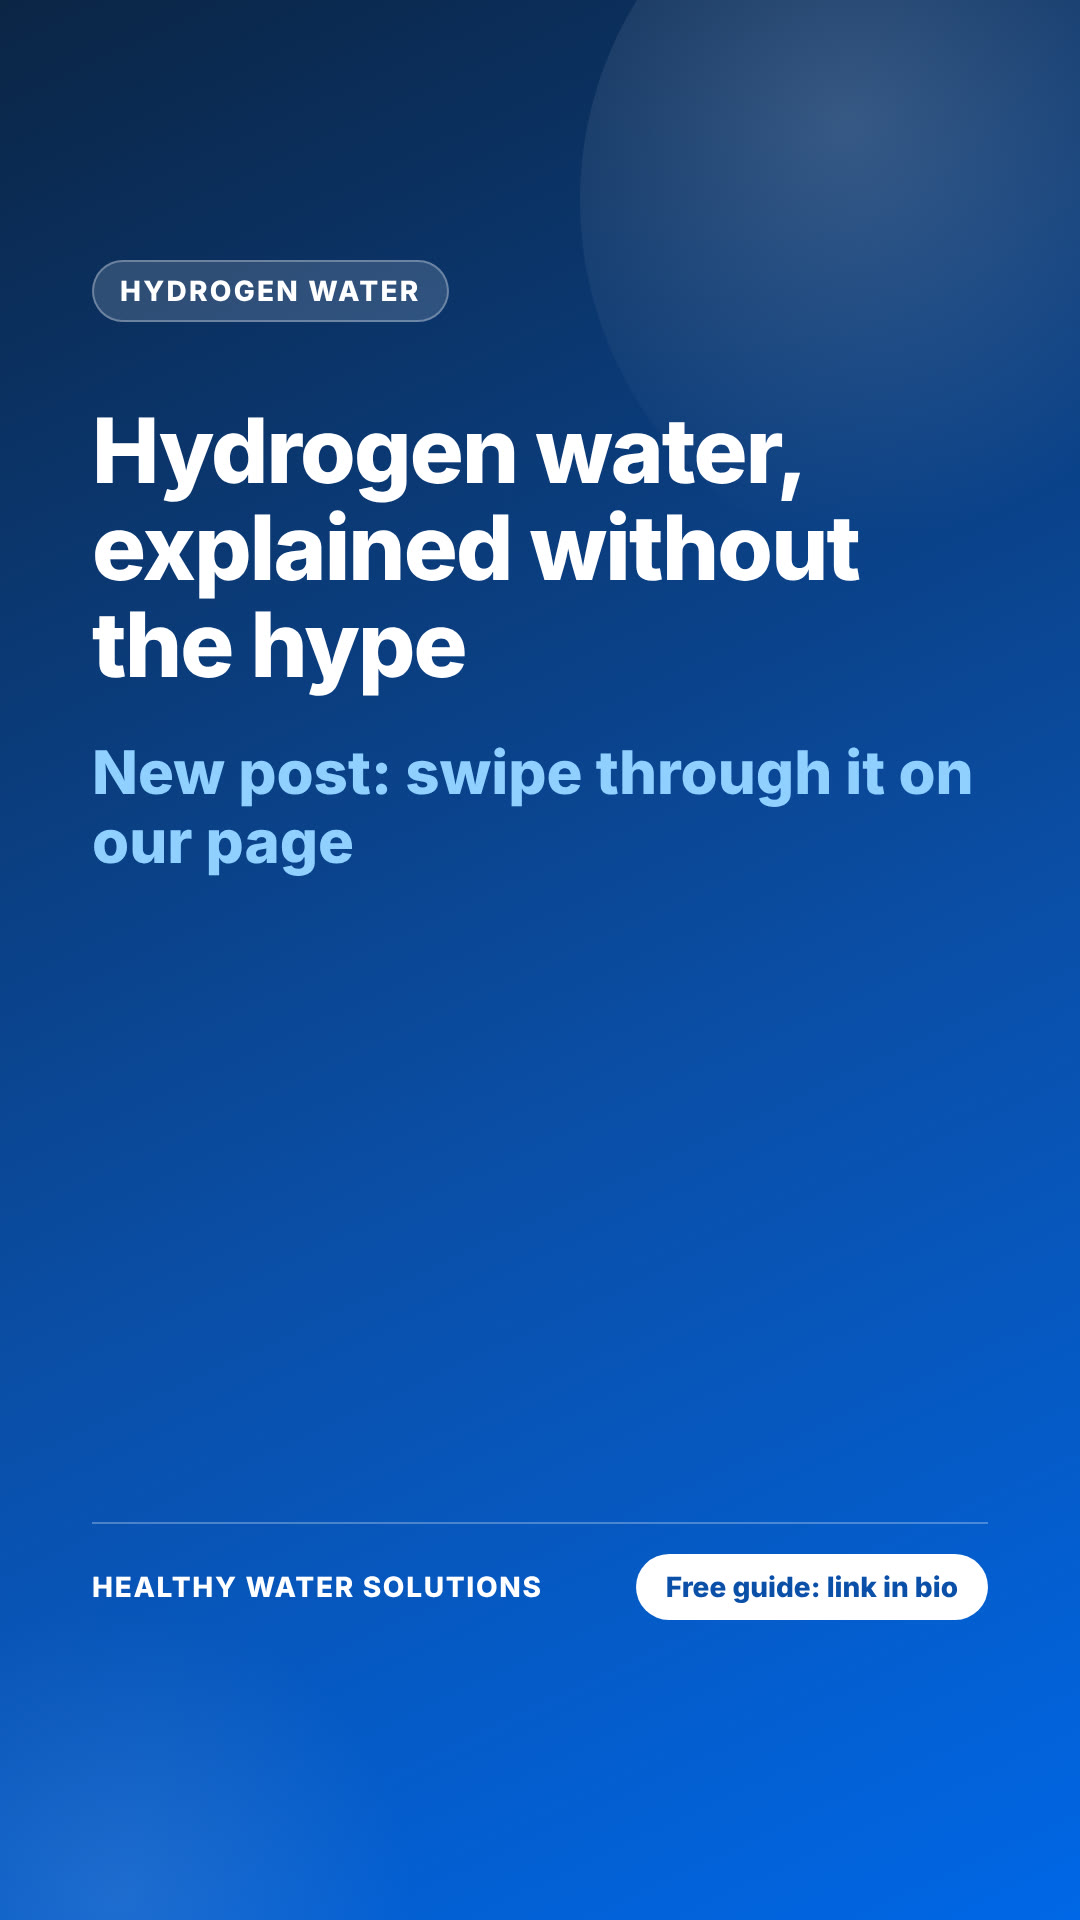 HYDROGEN WATER
Hydrogen water,
explained without
the hype
New post: swipe through it on
our page
HEALTHY WATER SOLUTIONS
Free guide: link in bio